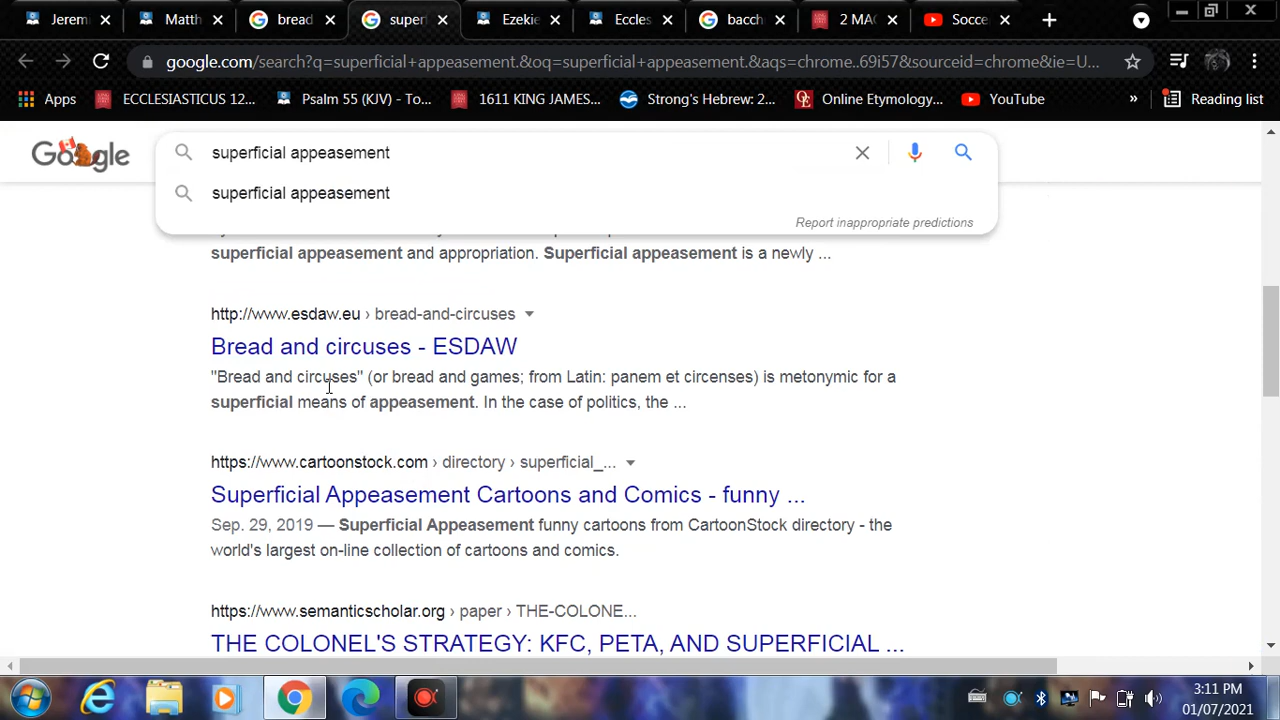 Jerem
Matth
bread
superf
Ezekie
Eccles
bacch
2 MAC
Socce
google.com/search?q=superficial+appeasement.&oq=superficial+appeasement.&aqs=chrome..69i57&sourceid=chrome&ie=U...
Apps
ECCLESIASTICUS 12...
Psalm 55 (KJV) - To...
1611 KING JAMES...
Strong's Hebrew: 2...
OE
Online Etymology...
YouTube
»
Reading list
Google
superficial appeasement
superficial appeasement
Report inappropriate predictions
superficial appeasement and appropriation. Superficial appeasement is a newly ...
http://www.esdaw.eu › bread-and-circuses
Bread and circuses - ESDAW
"Bread and circuses" (or bread and games; from Latin: panem et circenses) is metonymic for a
superficial means of appeasement. In the case of politics, the ...
https://www.cartoonstock.com › directory › superficial_...
Superficial Appeasement Cartoons and Comics - funny ...
Sep. 29, 2019 — Superficial Appeasement funny cartoons from CartoonStock directory - the
world's largest on-line collection of cartoons and comics.
https://www.semanticscholar.org › paper › THE-COLONE...
THE COLONEL'S STRATEGY: KFC, PETA, AND SUPERFICIAL ...
3:11 PM
01/07/2021